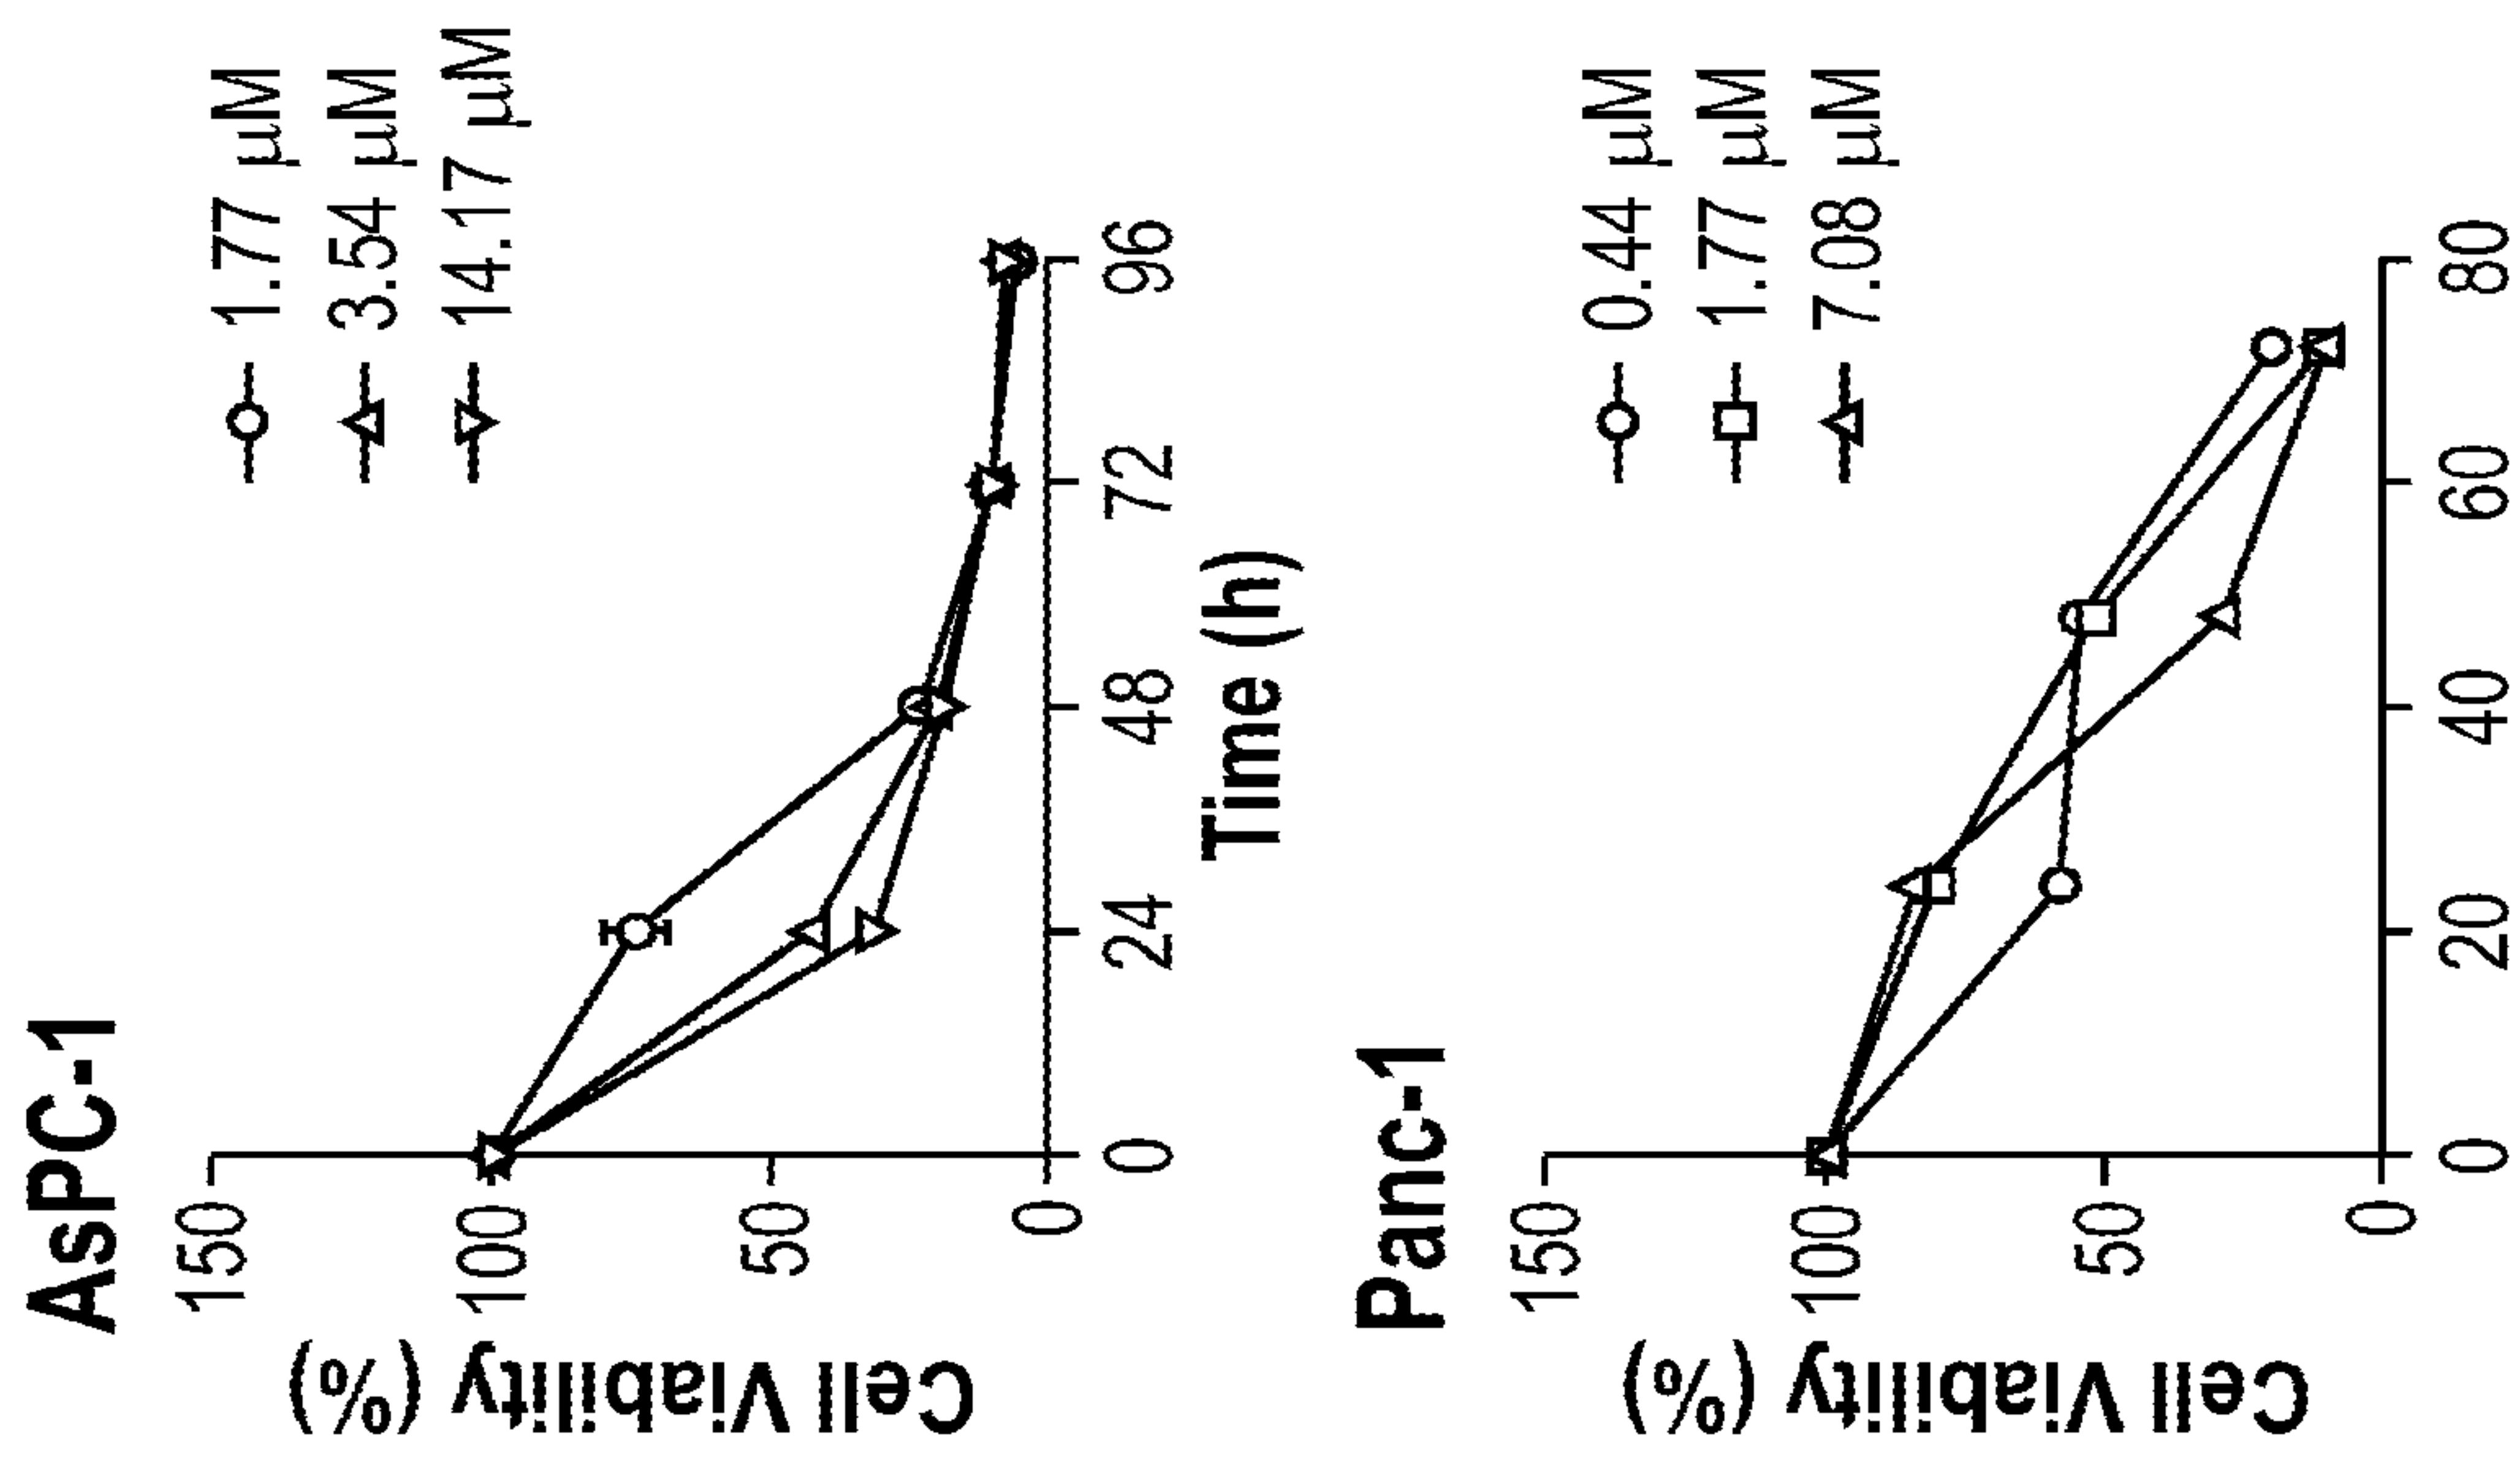 AsPC-1
Cell Viability (%)
150
100
50
0
0
24
48
72
96
Time (h)
1.77 µM
3.54 µM
14.17 µM
Panc-1
Cell Viability (%)
150
100
50
0
0
20
40
60
80
0.44 µM
1.77 µM
7.08 µM